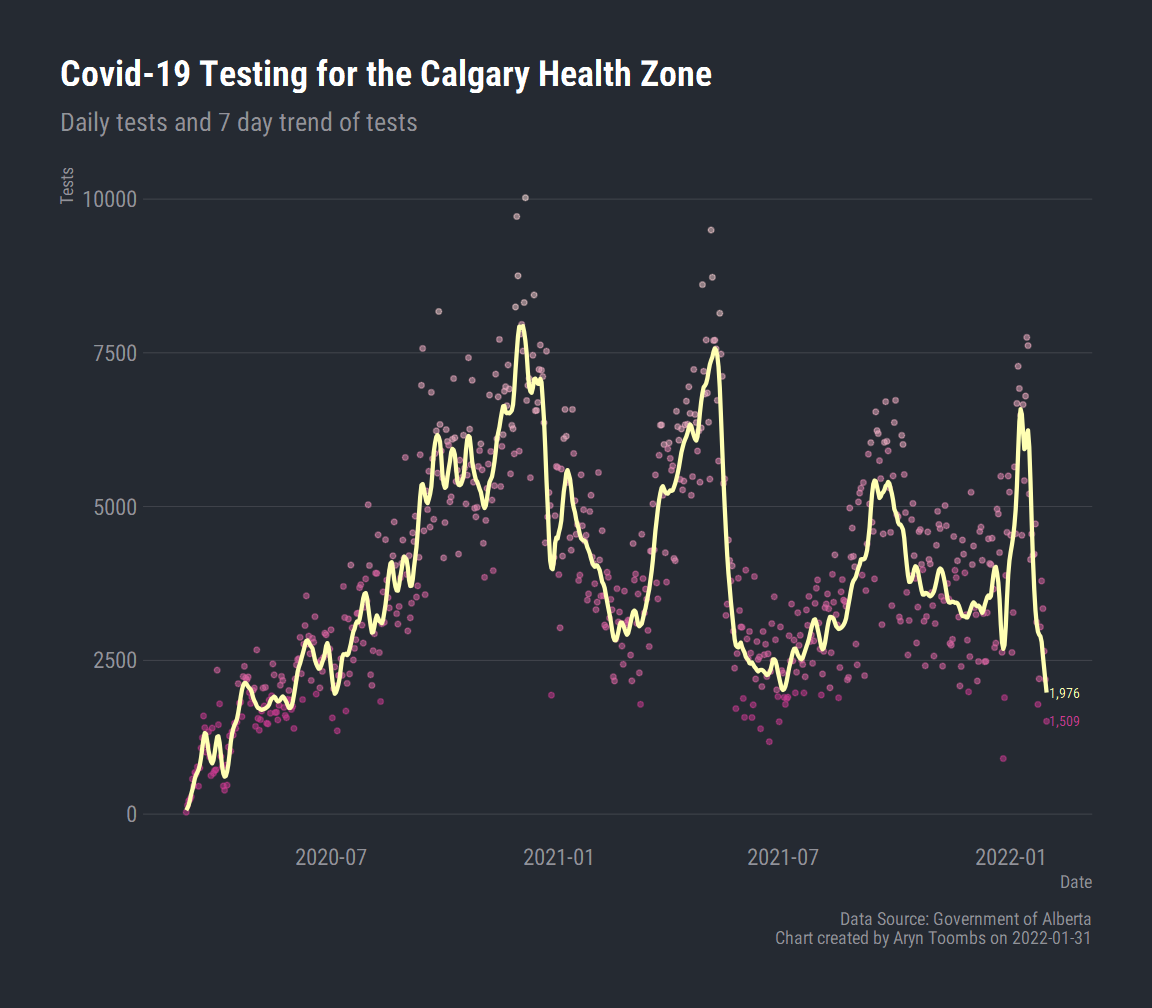 Covid-19 Testing for the Calgary Health Zone
Daily tests and 7 day trend of tests
Tests
10000
7500
5000
2500
0
1,976
1,509
2020-07
2021-01
2021-07
2022-01
Date
Data Source: Government of Alberta
Chart created by Aryn Toombs on 2022-01-31